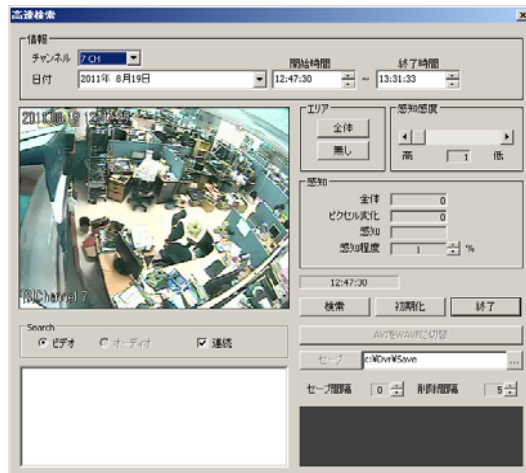 高速検索
情報
チャンネル 7 CH
開始時間 終了時間
日付 2011年 8月19日 12:47:30 ~ 13:31:33
エリア
全体
無し
感知感度
高 1 低
感知
全体 0
ピクセル変化 0
感知
感知程度 1 %
12:47:30
検索 初期化 終了
Search
ビデオ オーディオ 連続
AVIをWAVEに切替
セーブ c:¥Dvr¥Save ...
セーブ間隔 0 削除間隔 5